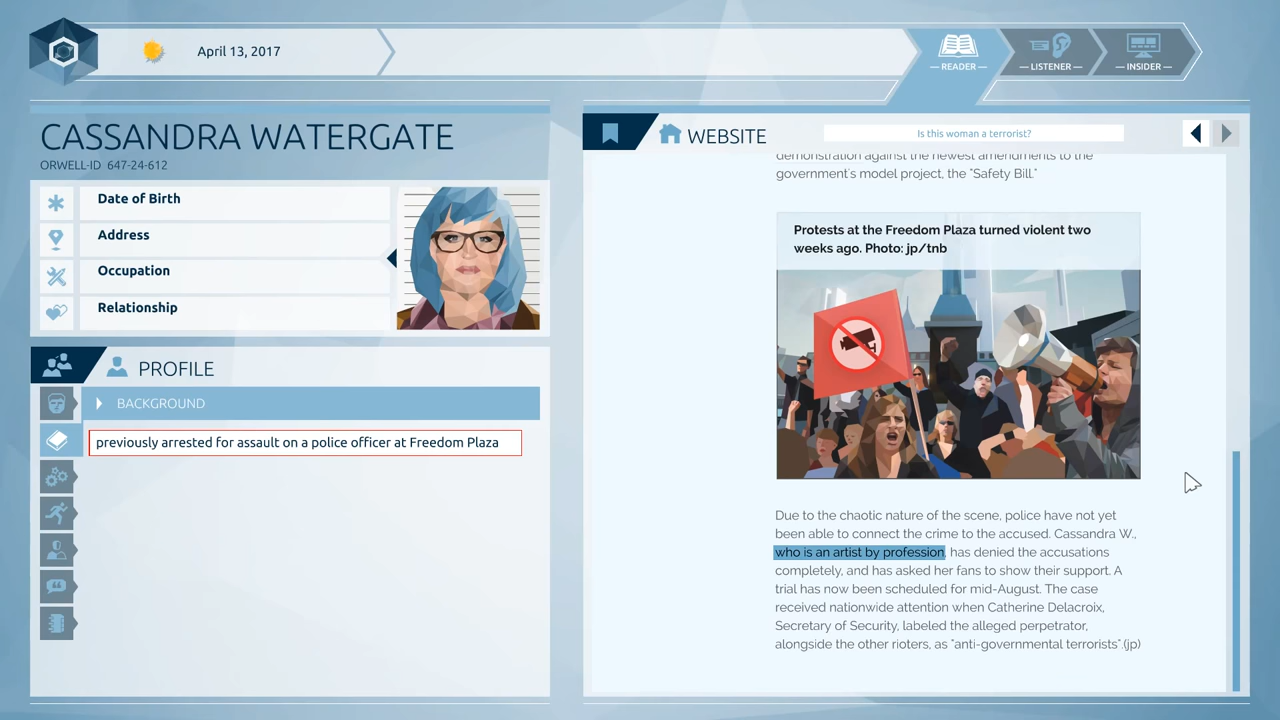 April 13, 2017
— READER —
— LISTENER —
— INSIDER —
CASSANDRA WATERGATE
ORWELL-ID 647-24-612
Date of Birth
Address
Occupation
Relationship
PROFILE
BACKGROUND
previously arrested for assault on a police officer at Freedom Plaza
WEBSITE
Is this woman a terrorist?
demonstration against the newest amendments to the
government's model project, the "Safety Bill."
Protests at the Freedom Plaza turned violent two
weeks ago. Photo: jp/tnb
Due to the chaotic nature of the scene, police have not yet
been able to connect the crime to the accused. Cassandra W.,
who is an artist by profession, has denied the accusations
completely, and has asked her fans to show their support. A
trial has now been scheduled for mid-August. The case
received nationwide attention when Catherine Delacroix,
Secretary of Security, labeled the alleged perpetrator,
alongside the other rioters, as "anti-governmental terrorists".(jp)